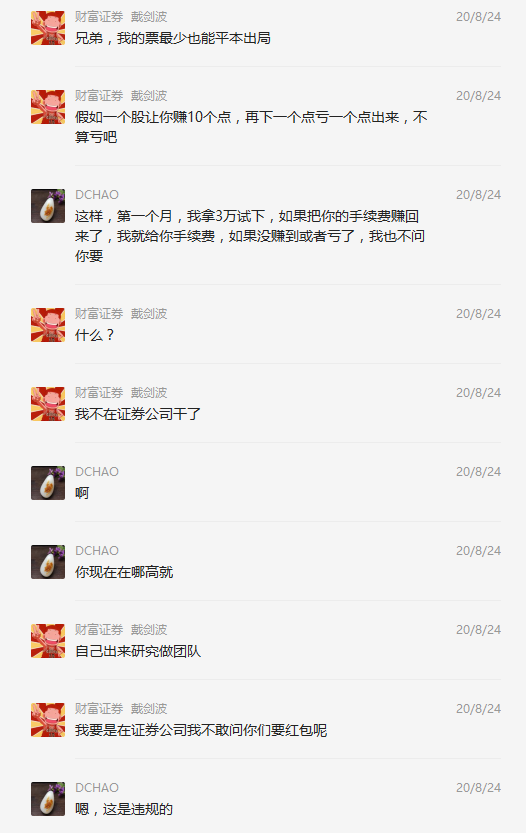 财富证券 戴剑波 20/8/24
兄弟，我的票最少也能平本出局
财富证券 戴剑波 20/8/24
假如一个股让你赚10个点，再下一个点亏一个点出来，不
算亏吧
DCHAO 20/8/24
这样，第一个月，我拿3万试下，如果把你的手续费赚回
来了，我就给你手续费，如果没赚到或者亏了，我也不问
你要
财富证券 戴剑波 20/8/24
什么？
财富证券 戴剑波 20/8/24
我不在证券公司干了
DCHAO 20/8/24
啊
DCHAO 20/8/24
你现在在哪高就
财富证券 戴剑波 20/8/24
自己出来研究做团队
财富证券 戴剑波 20/8/24
我要是在证券公司我不敢问你们要红包呢
DCHAO 20/8/24
嗯，这是违规的